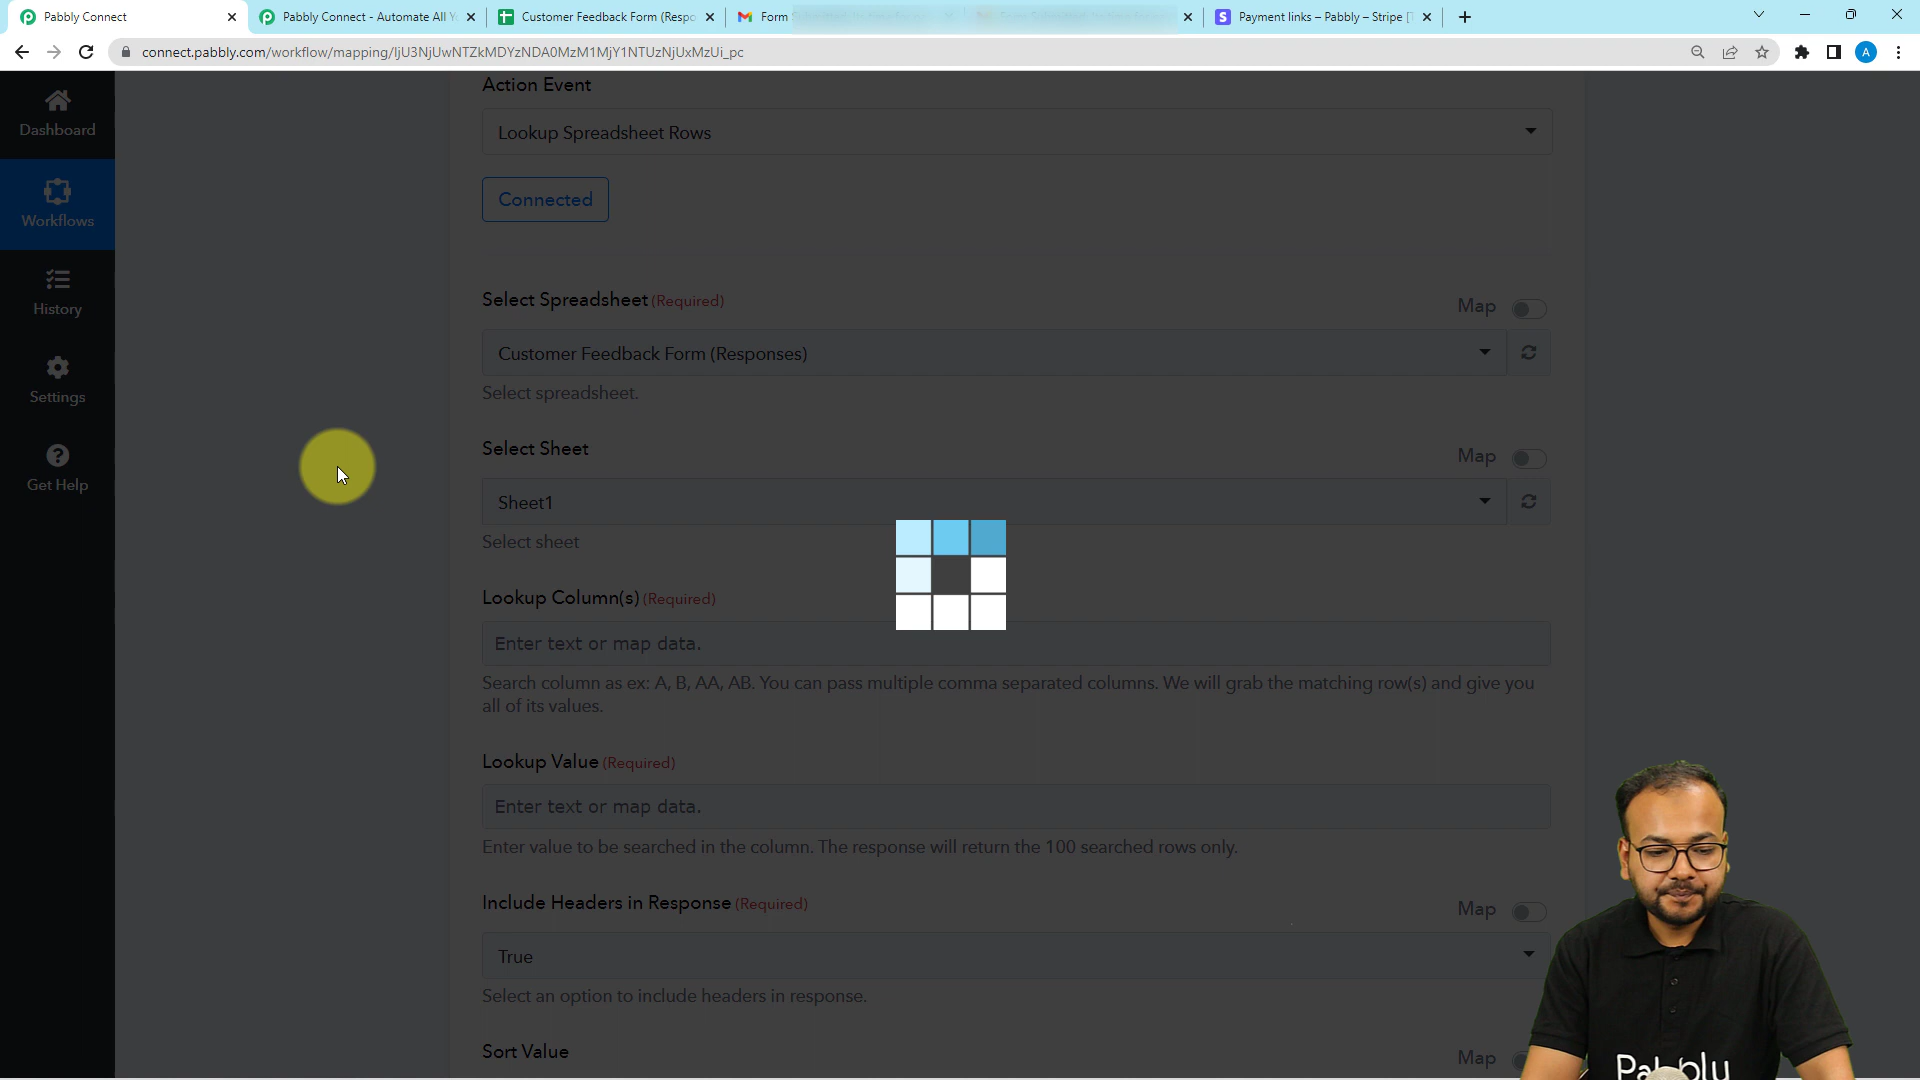 Pabbly Connect
Pabbly Connect - Automate All Y
Customer Feedback Form (Respo
Form
Payment links – Pabbly – Stripe [
connect.pabbly.com/workflow/mapping/IjU3NjUwNTZkMDYzNDA0MzM1MjY1NTUzNjUxMzUi_pc
A
Dashboard
Workflows
History
Settings
Get Help
Action Event
Lookup Spreadsheet Rows
Connected
Select Spreadsheet (Required)
Map
Customer Feedback Form (Responses)
Select spreadsheet.
Select Sheet
Map
Sheet1
Select sheet
Lookup Column(s) (Required)
Enter text or map data.
Search column as ex: A, B, AA, AB. You can pass multiple comma separated columns. We will grab the matching row(s) and give you
all of its values.
Lookup Value (Required)
Enter text or map data.
Enter value to be searched in the column. The response will return the 100 searched rows only.
Include Headers in Response (Required)
Map
True
Select an option to include headers in response.
Sort Value
Map
Pabbly